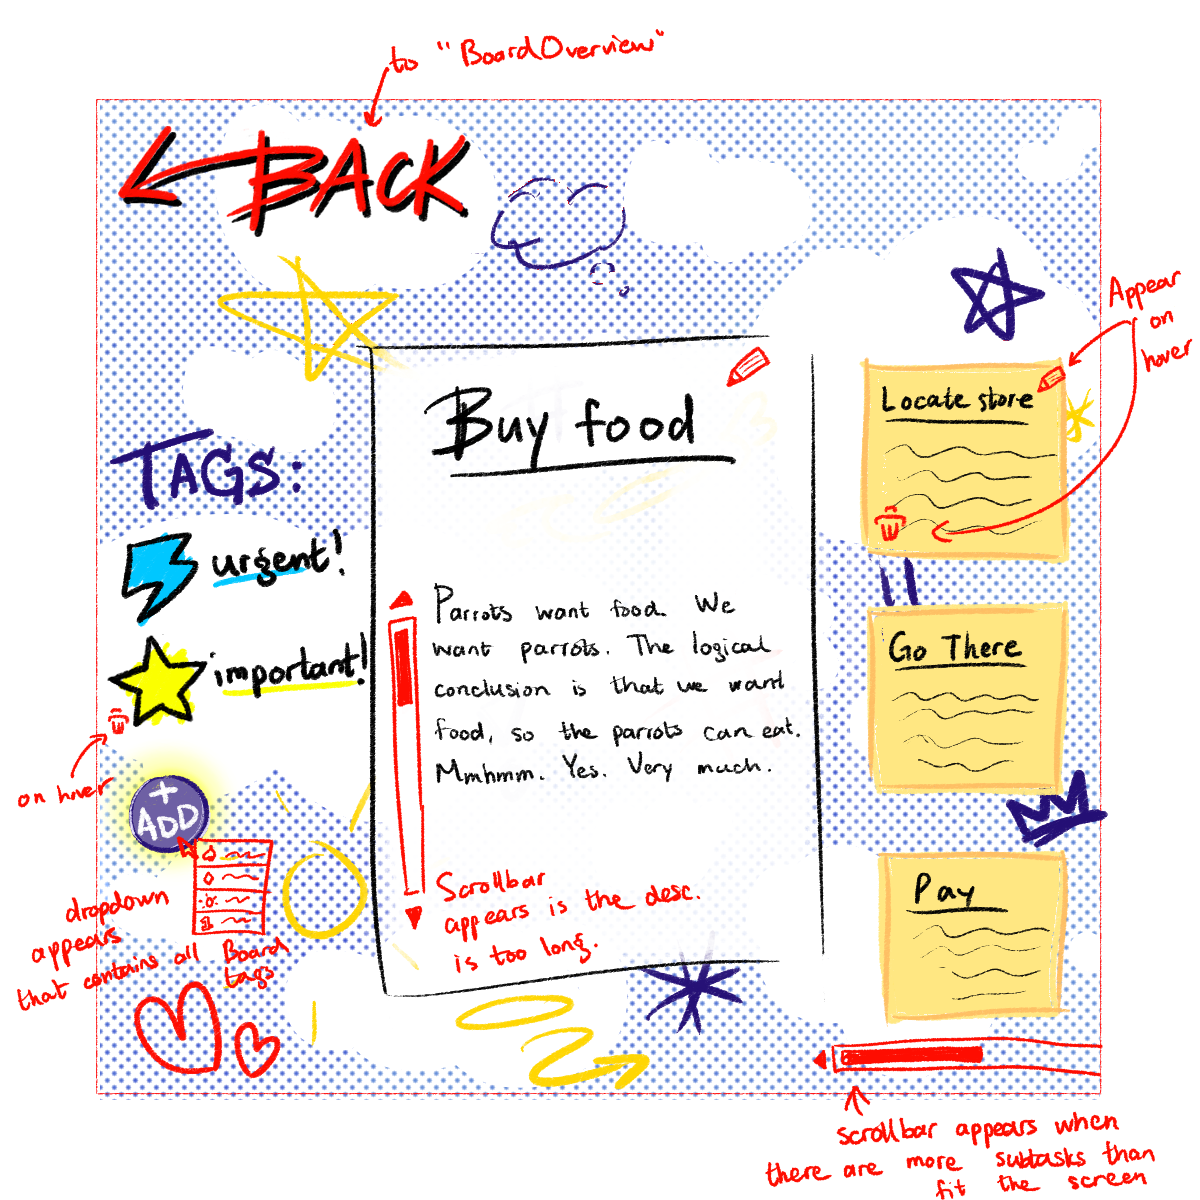 to "BoardOverview"
BACK
Appear
on
hover
Buy food
Locate store
TAGS:
urgent!
important!
on hover
+
ADD
dropdown
appears
that contains all Board
tags
Parrots want food. We
want parrots. The logical
conclusion is that we want
food, so the parrots can eat.
Mmhmm. Yes. Very much.
Scrollbar
appears is the desc.
is too long.
Go There
Pay
scrollbar appears when
there are more subtasks than
fit the screen